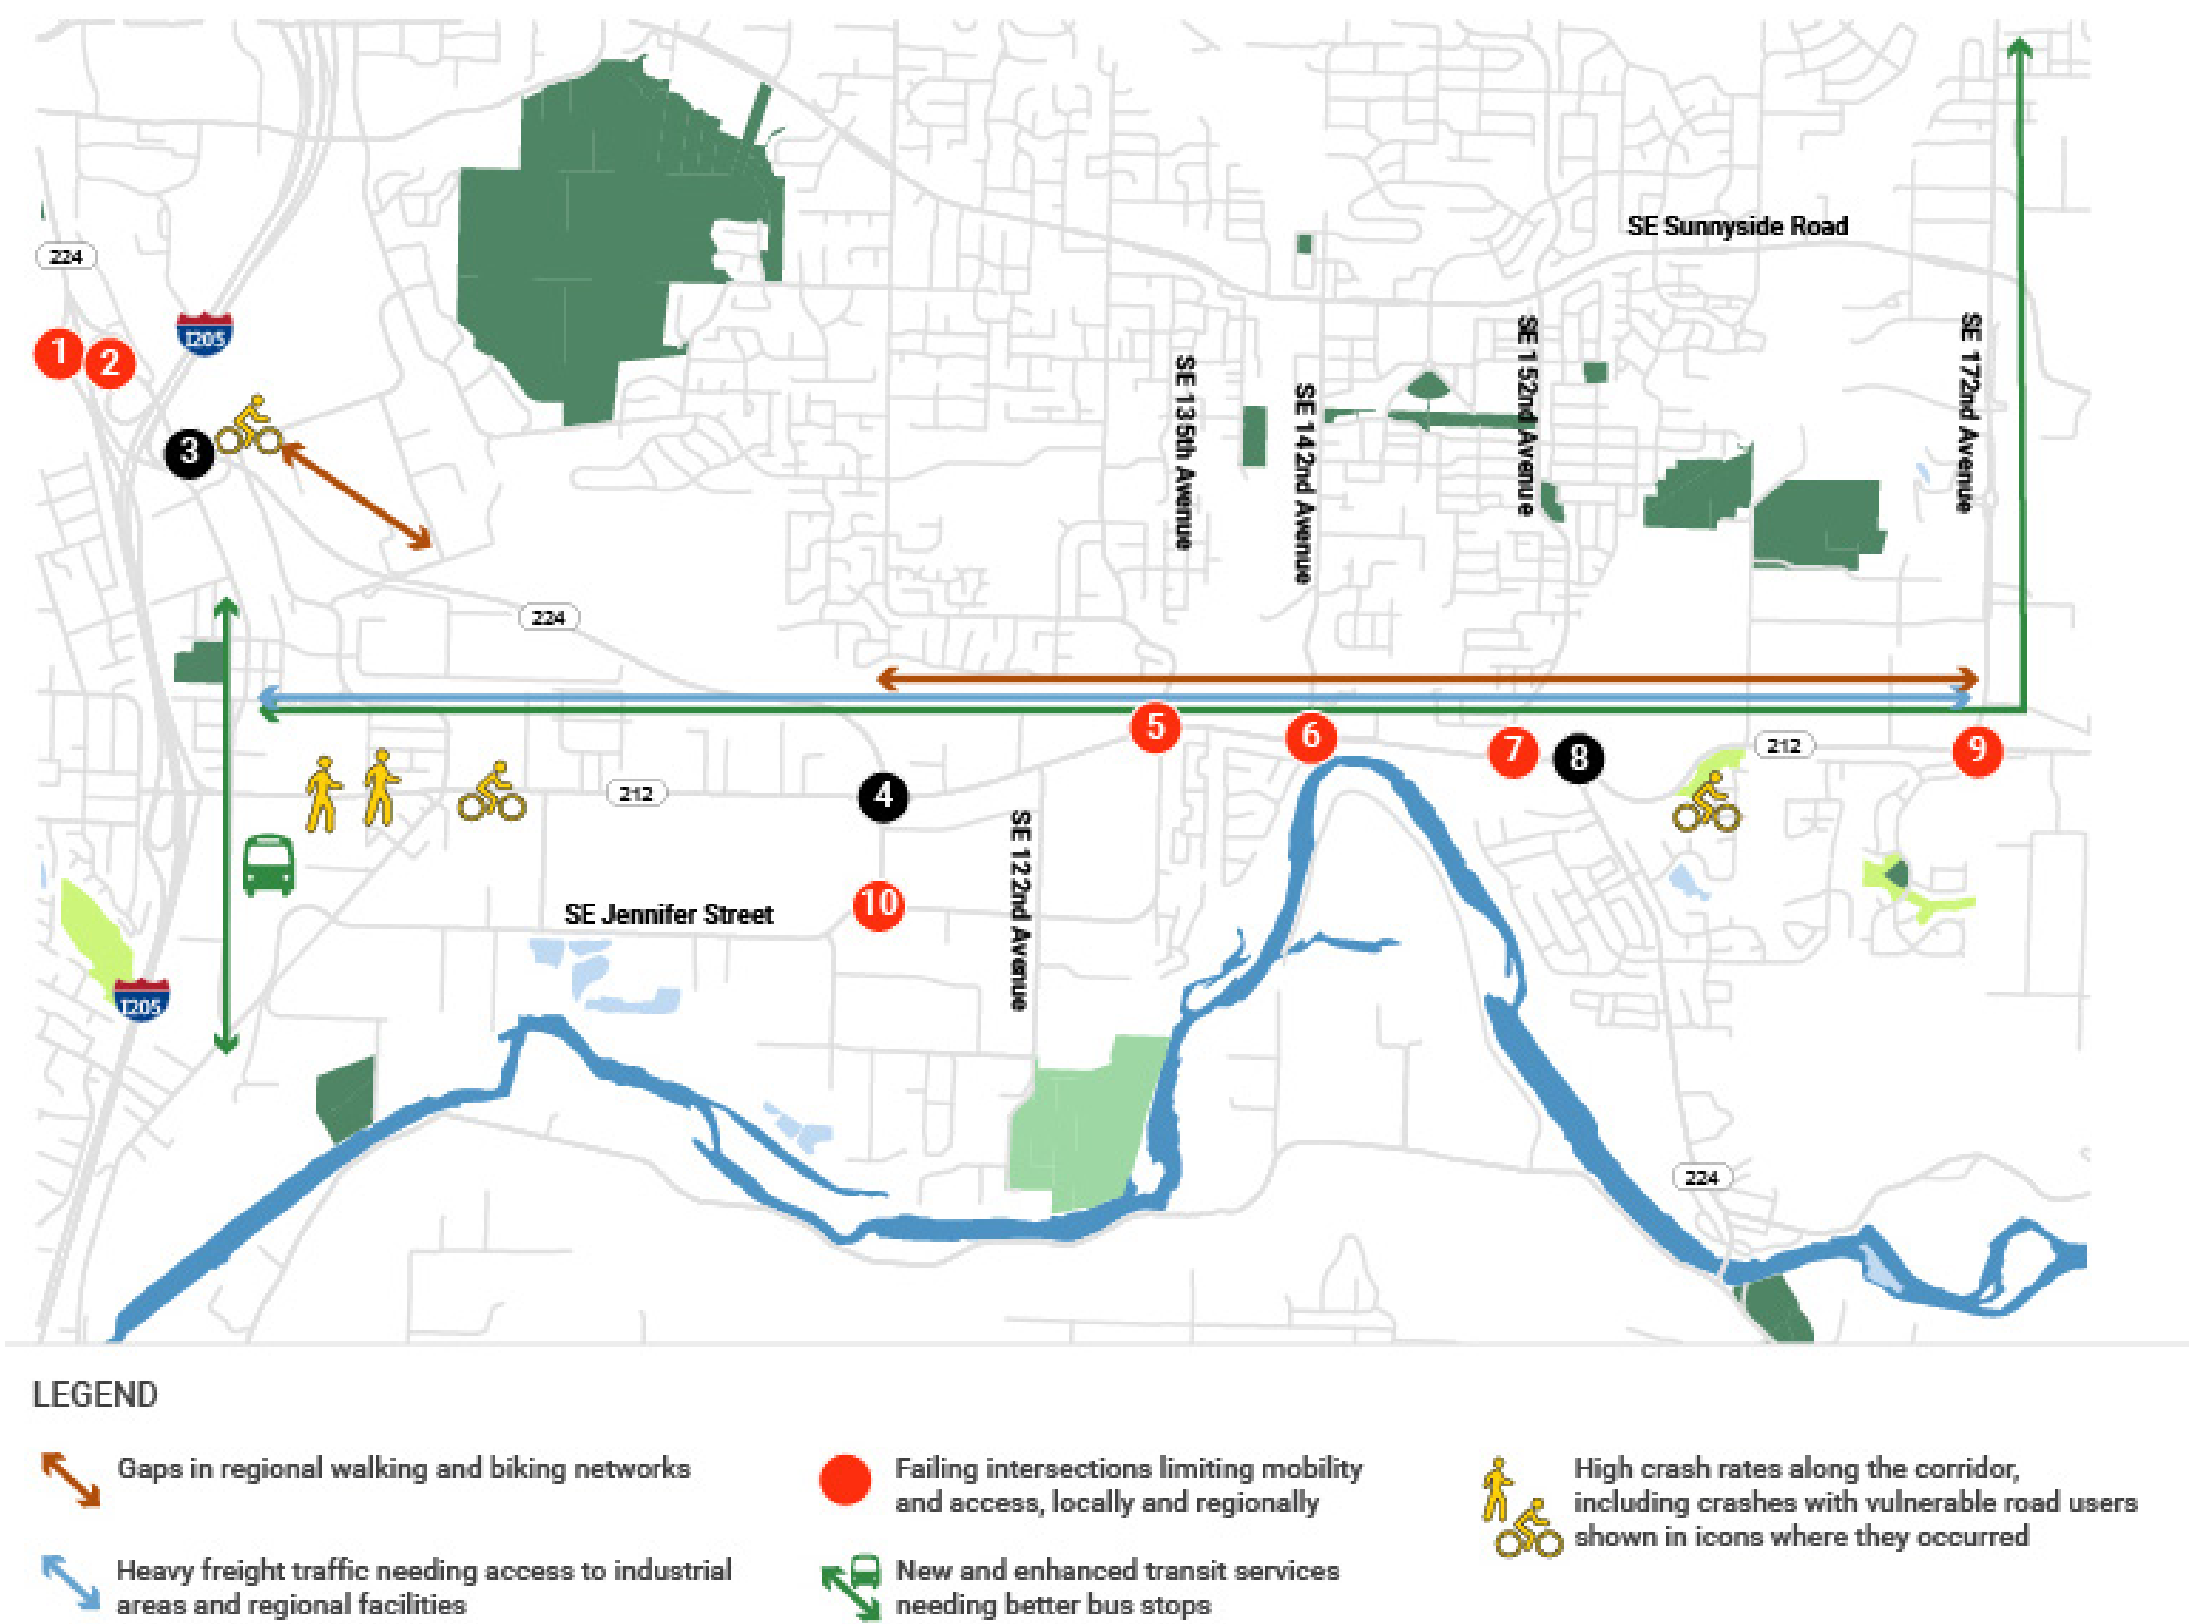 SE Sunnyside Road
224
I205
1
2
SE 135th Avenue
SE 142nd Avenue
SE 152nd Avenue
SE 172nd Avenue
3
224
5
6
7
8
212
9
212
4
SE 122nd Avenue
10
SE Jennifer Street
I205
224
LEGEND
Gaps in regional walking and biking networks
Heavy freight traffic needing access to industrial
areas and regional facilities
Failing intersections limiting mobility
and access, locally and regionally
New and enhanced transit services
needing better bus stops
High crash rates along the corridor,
including crashes with vulnerable road users
shown in icons where they occurred